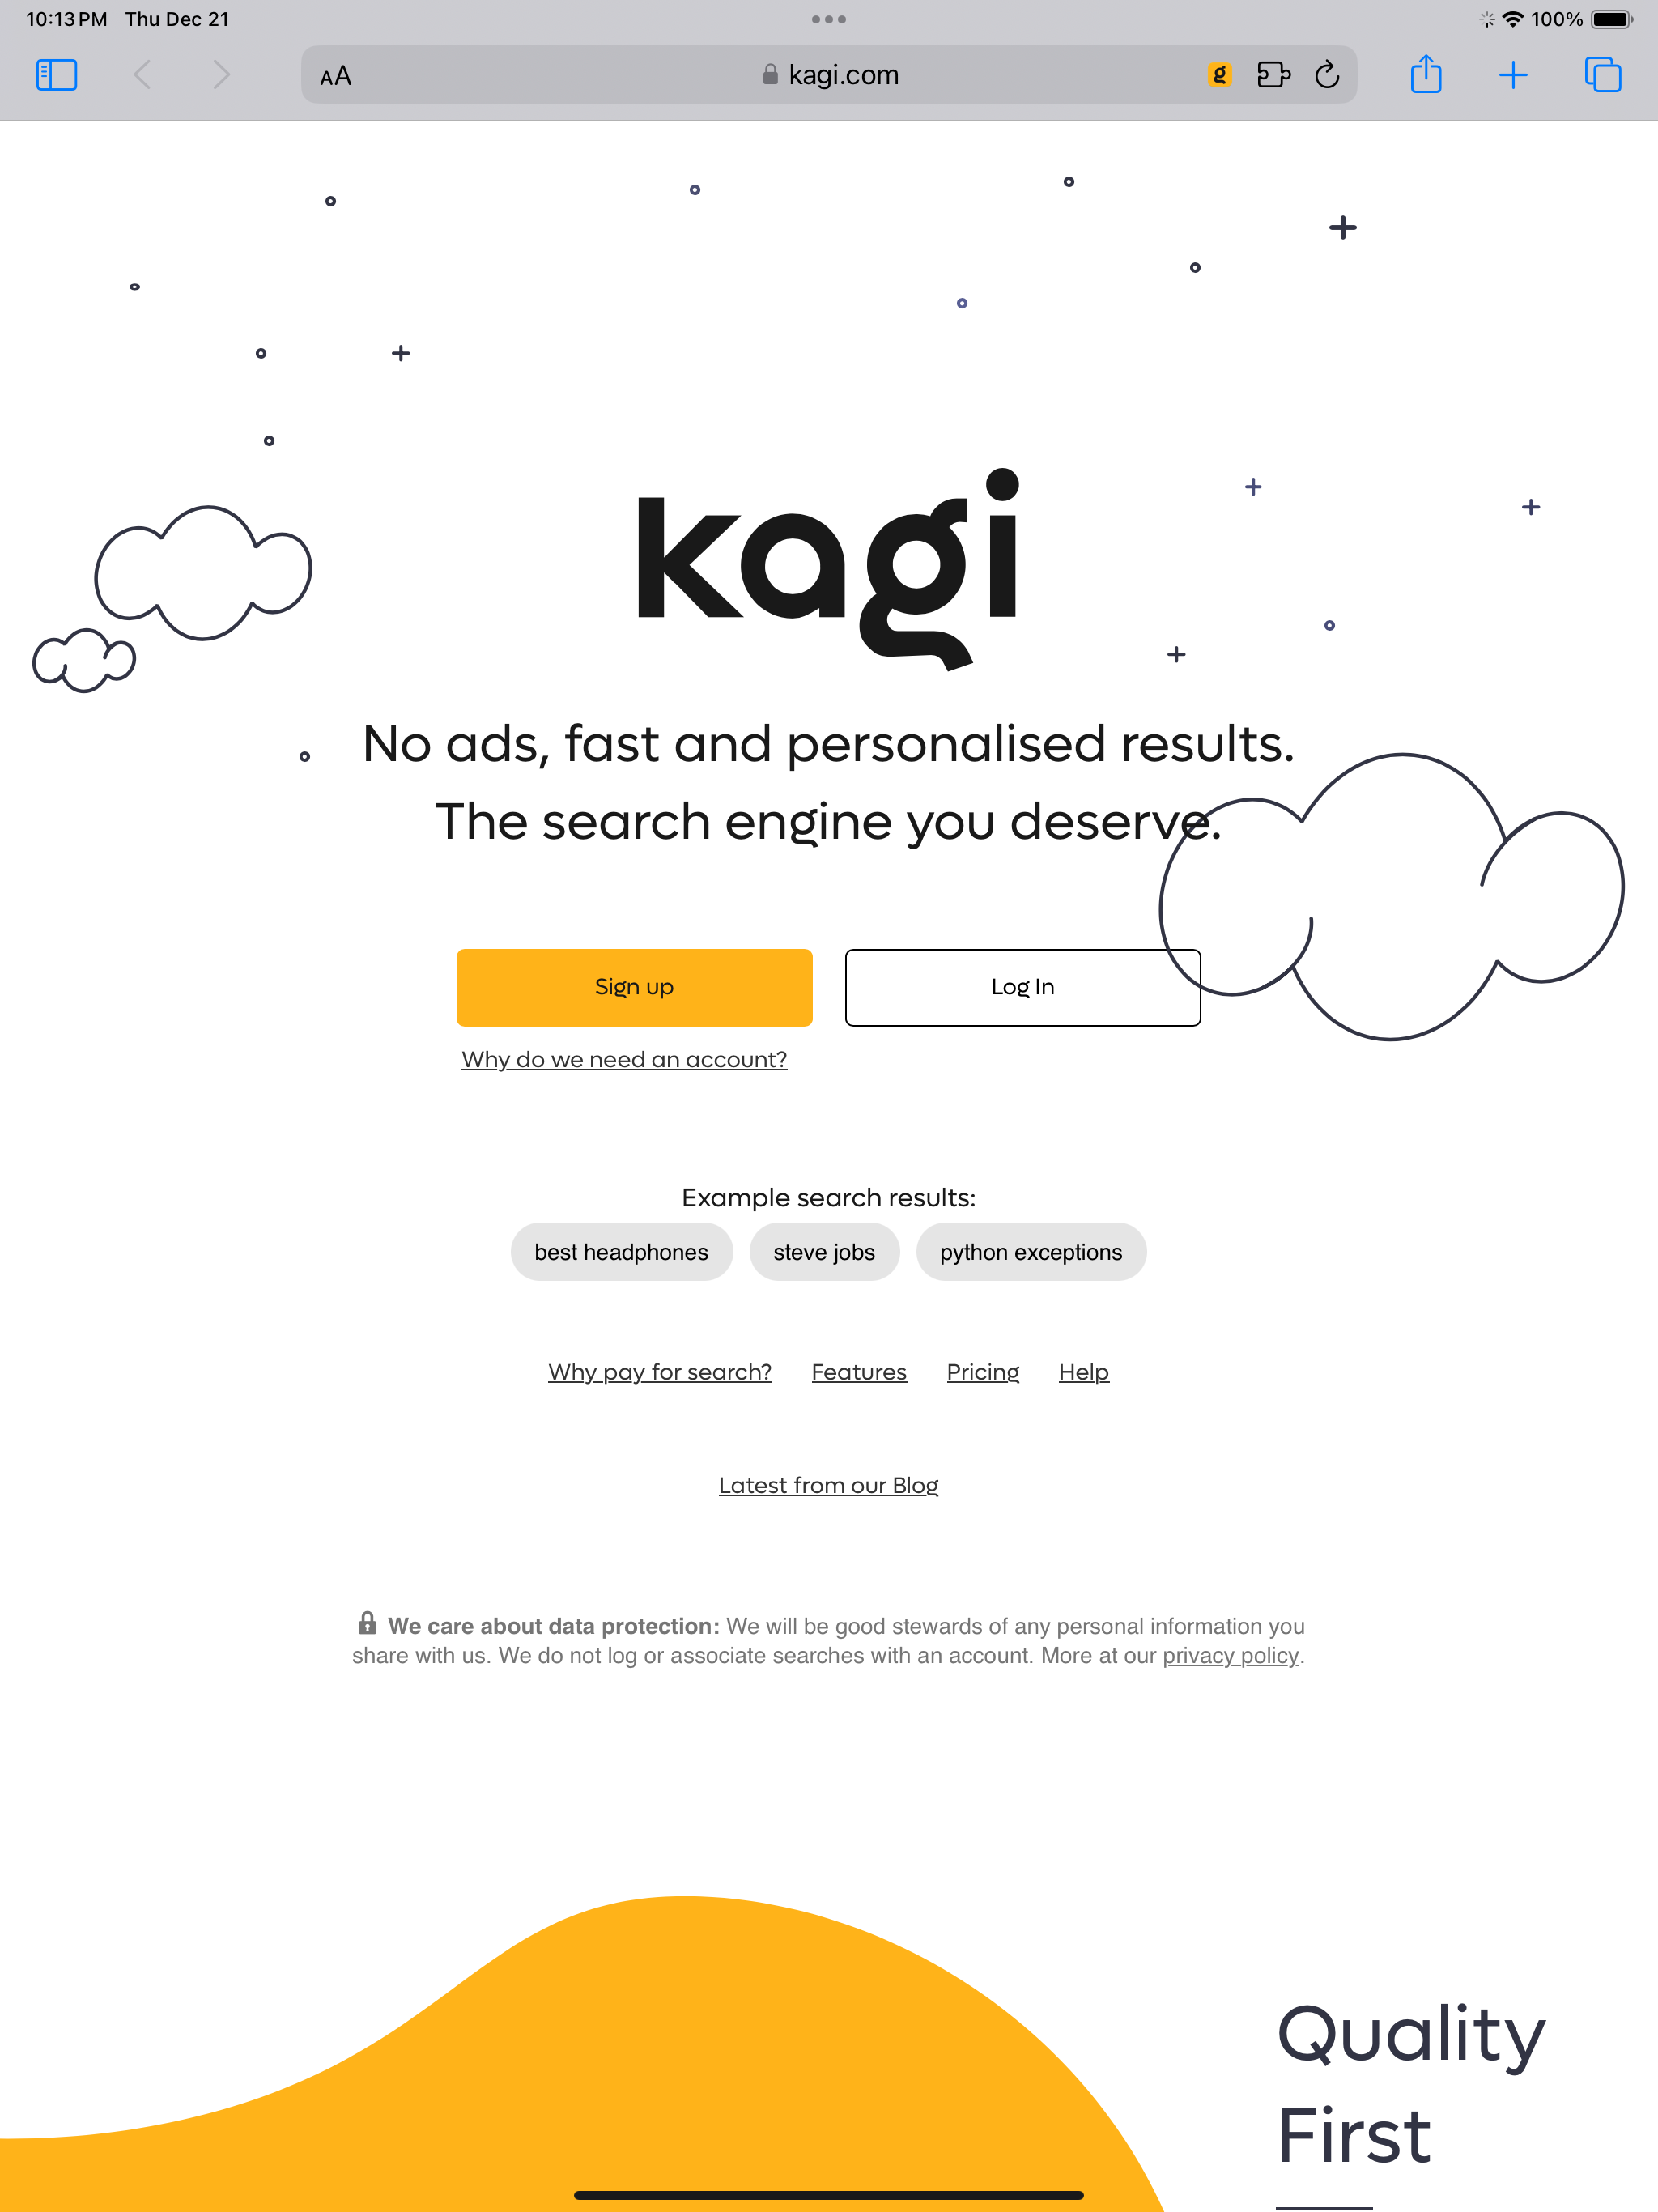 10:13 PM Thu Dec 21
100%
AA
kagi.com
g
kagi
No ads, fast and personalised results.
The search engine you deserve.
Sign up
Log In
Why do we need an account?
Example search results:
best headphones
steve jobs
python exceptions
Why pay for search?
Features
Pricing
Help
Latest from our Blog
We care about data protection: We will be good stewards of any personal information you
share with us. We do not log or associate searches with an account. More at our privacy policy.
Quality
First